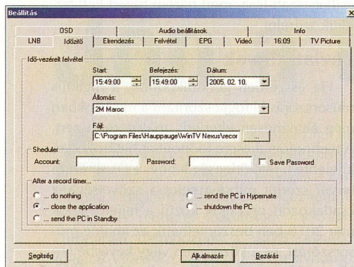 Beállítás
OSD Audio beállítások Info
LNB Időzítő Elrendezés Felvétel EPG Videó 16:09 TV Picture
Idő-vezérelt felvétel
Start: Befejezés: Dátum:
15:49:00 15:49:00 2005. 02. 10.
Állomás:
2M Maroc
Fájl:
C:\Program Files\Hauppauge\WinTV Nexus\recor ...
Sheduler
Account: Password: Save Password
After a record timer...
... do nothing ... send the PC in Hypernate
... close the application ... shutdown the PC
... send the PC in Standby
Segítség Alkalmazás Bezárás